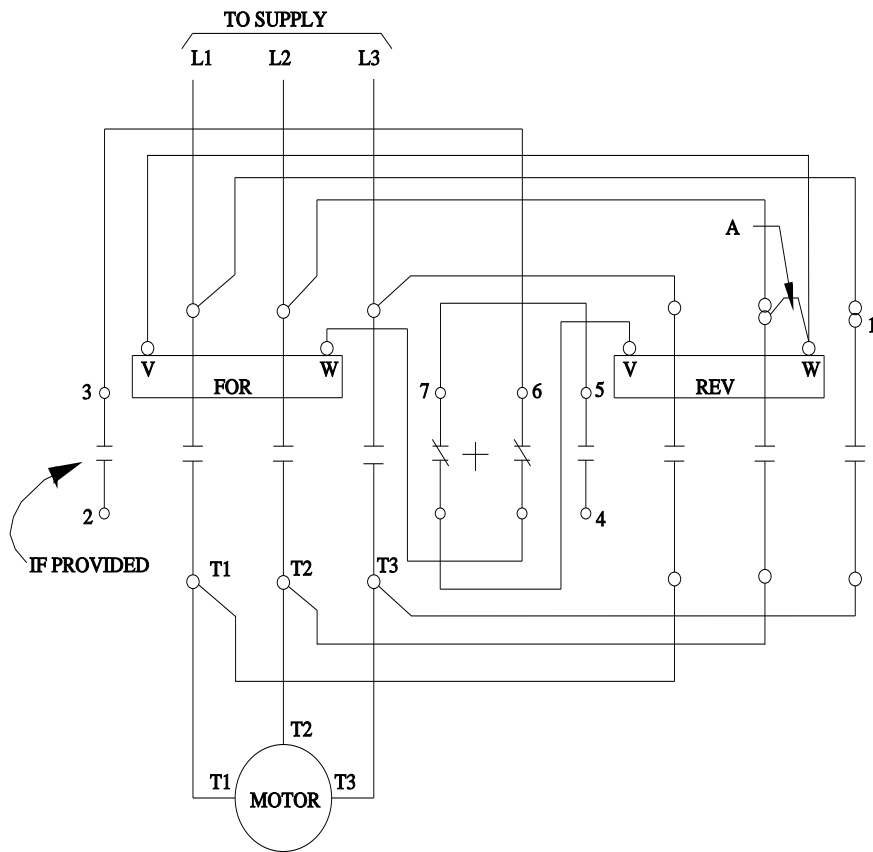 TO SUPPLY
L1 L2 L3
A
1
V W V W
FOR REV
3 7 6 5
2 4
IF PROVIDED
T1 T2 T3
T2
T1 T3
MOTOR